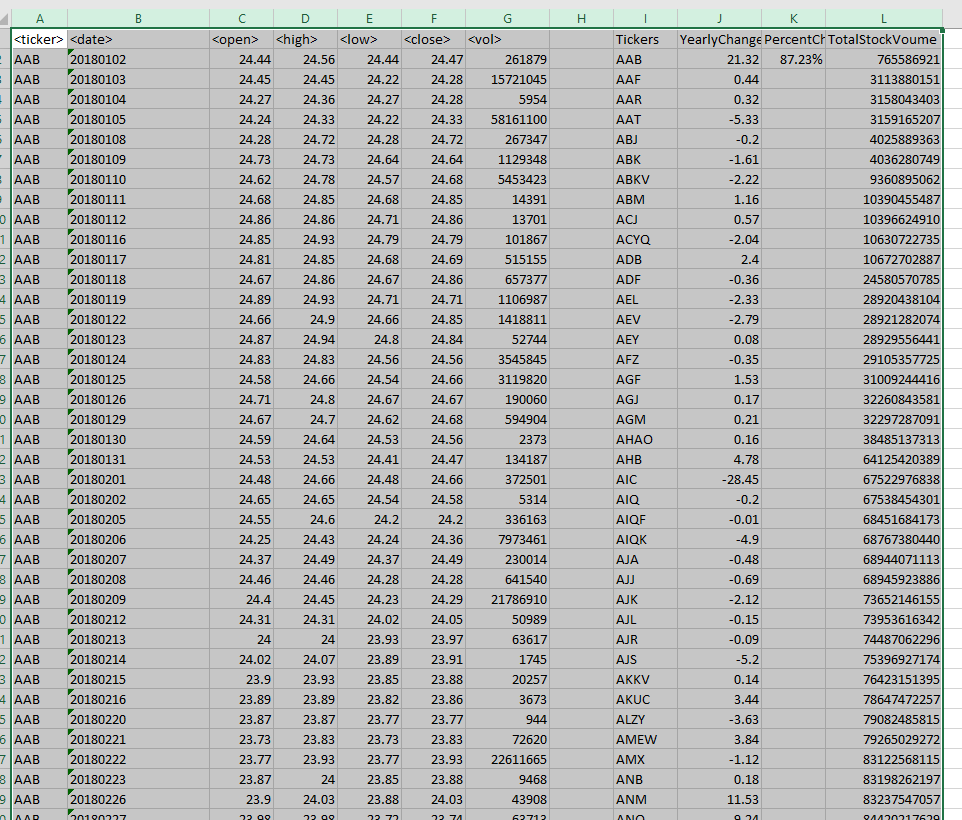 A B C D E F G H I J K L
<ticker> <date> <open> <high> <low> <close> <vol> Tickers YearlyChange PercentCh TotalStockVoume
AAB 20180102 24.44 24.56 24.44 24.47 261879 AAB 21.32 87.23% 765586921
AAB 20180103 24.45 24.45 24.22 24.28 15721045 AAF 0.44 3113880151
AAB 20180104 24.27 24.36 24.27 24.28 5954 AAR 0.32 3158043403
AAB 20180105 24.24 24.33 24.22 24.33 58161100 AAT -5.33 3159165207
AAB 20180108 24.28 24.72 24.28 24.72 267347 ABJ -0.2 4025889363
AAB 20180109 24.73 24.73 24.64 24.64 1129348 ABK -1.61 4036280749
AAB 20180110 24.62 24.78 24.57 24.68 5453423 ABKV -2.22 9360895062
AAB 20180111 24.68 24.85 24.68 24.85 14391 ABM 1.16 10390455487
AAB 20180112 24.86 24.86 24.71 24.86 13701 ACJ 0.57 10396624910
AAB 20180116 24.85 24.93 24.79 24.79 101867 ACYQ -2.04 10630722735
AAB 20180117 24.81 24.85 24.68 24.69 515155 ADB 2.4 10672702887
AAB 20180118 24.67 24.86 24.67 24.86 657377 ADF -0.36 24580570785
AAB 20180119 24.89 24.93 24.71 24.71 1106987 AEL -2.33 28920438104
AAB 20180122 24.66 24.9 24.66 24.85 1418811 AEV -2.79 28921282074
AAB 20180123 24.87 24.94 24.8 24.84 52744 AEY 0.08 28929556441
AAB 20180124 24.83 24.83 24.56 24.56 3545845 AFZ -0.35 29105357725
AAB 20180125 24.58 24.66 24.54 24.66 3119820 AGF 1.53 31009244416
AAB 20180126 24.71 24.8 24.67 24.67 190060 AGJ 0.17 32260843581
AAB 20180129 24.67 24.7 24.62 24.68 594904 AGM 0.21 32297287091
AAB 20180130 24.59 24.64 24.53 24.56 2373 AHAO 0.16 38485137313
AAB 20180131 24.53 24.53 24.41 24.47 134187 AHB 4.78 64125420389
AAB 20180201 24.48 24.66 24.48 24.66 372501 AIC -28.45 67522976838
AAB 20180202 24.65 24.65 24.54 24.58 5314 AIQ -0.2 67538454301
AAB 20180205 24.55 24.6 24.2 24.2 336163 AIQF -0.01 68451684173
AAB 20180206 24.25 24.43 24.24 24.36 7973461 AIQK -4.9 68767380440
AAB 20180207 24.37 24.49 24.37 24.49 230014 AJA -0.48 68944071113
AAB 20180208 24.46 24.46 24.28 24.28 641540 AJJ -0.69 68945923886
AAB 20180209 24.4 24.45 24.23 24.29 21786910 AJK -2.12 73652146155
AAB 20180212 24.31 24.31 24.02 24.05 50989 AJL -0.15 73953616342
AAB 20180213 24 24 23.93 23.97 63617 AJR -0.09 74487062296
AAB 20180214 24.02 24.07 23.89 23.91 1745 AJS -5.2 75396927174
AAB 20180215 23.9 23.93 23.85 23.88 20257 AKKV 0.14 76423151395
AAB 20180216 23.89 23.89 23.82 23.86 3673 AKUC 3.44 78647472257
AAB 20180220 23.87 23.87 23.77 23.77 944 ALZY -3.63 79082485815
AAB 20180221 23.73 23.83 23.73 23.83 72620 AMEW 3.84 79265029272
AAB 20180222 23.77 23.93 23.77 23.93 22611665 AMX -1.12 83122568115
AAB 20180223 23.87 24 23.85 23.88 9468 ANB 0.18 83198262197
AAB 20180226 23.9 24.03 23.88 24.03 43908 ANM 11.53 83237547057
AAB 20180227 23.98 23.98 23.72 23.74 63713